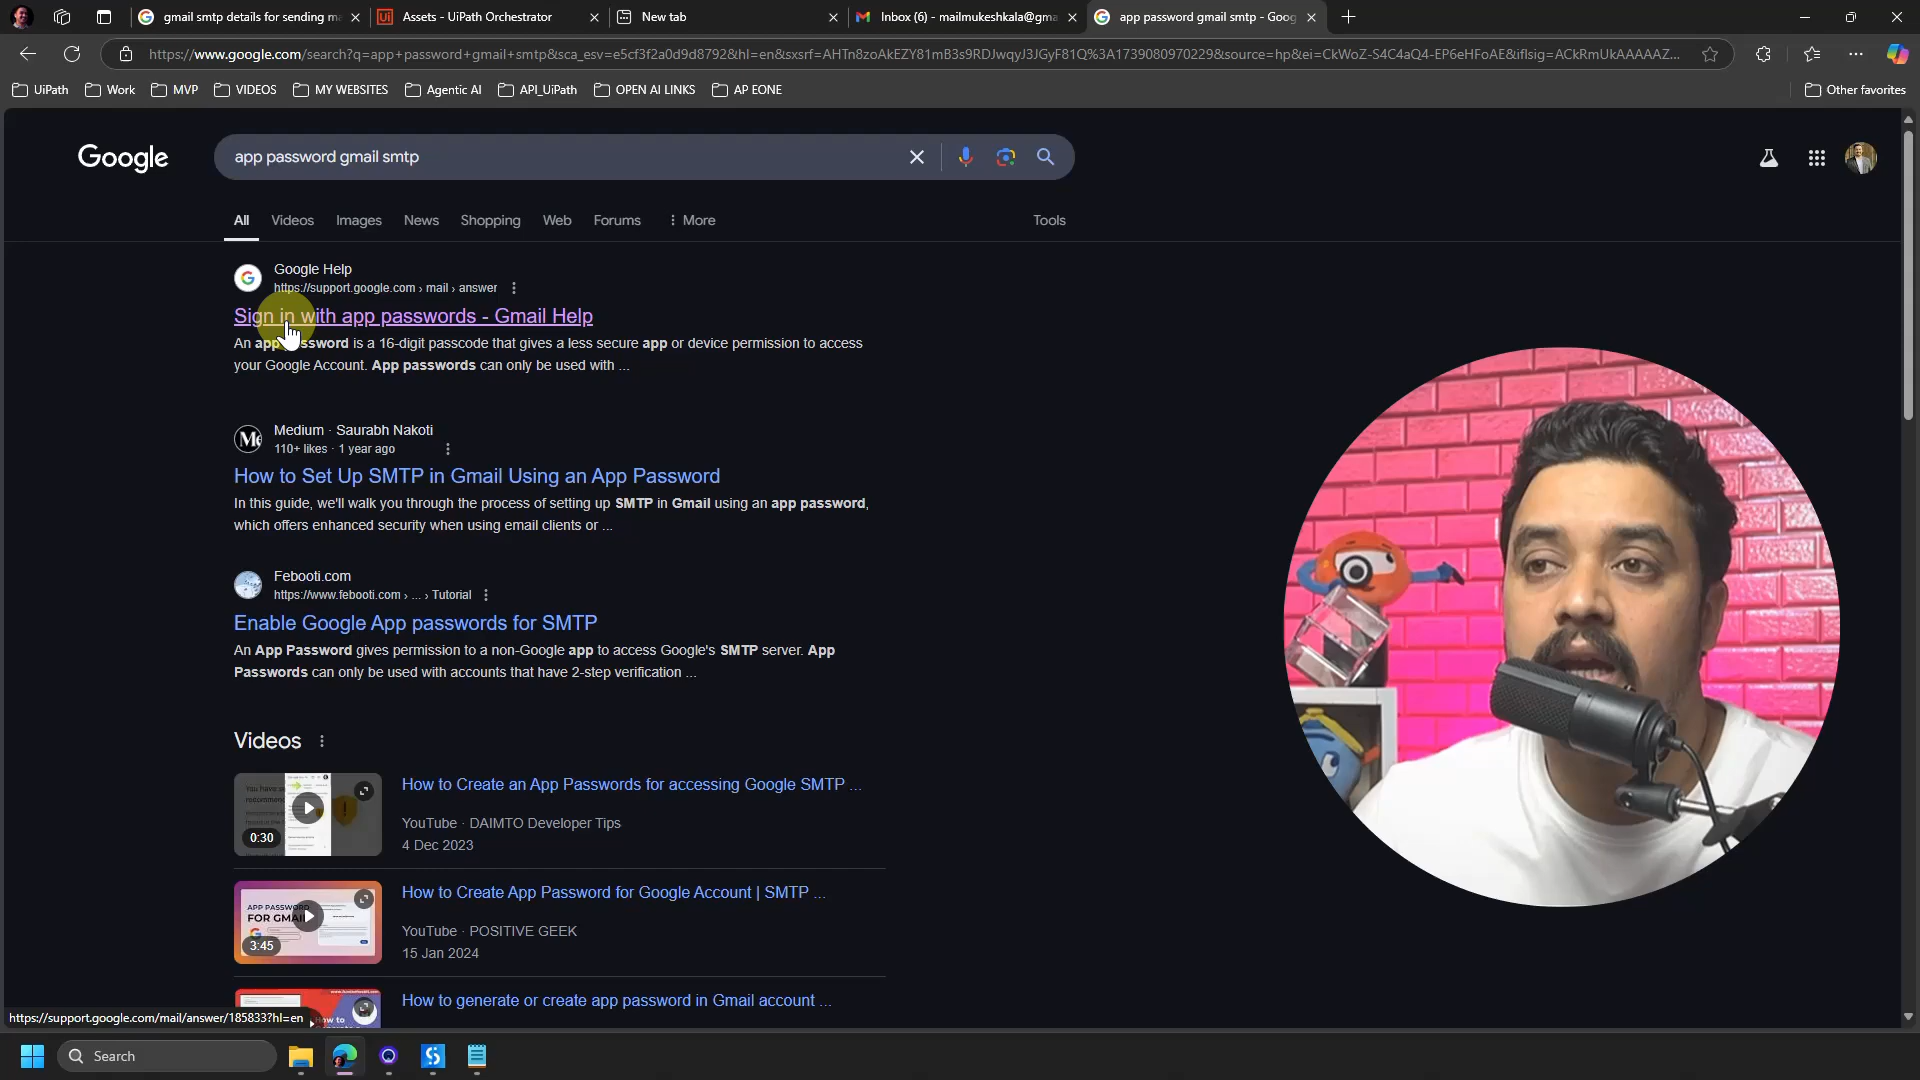 gmail smtp details for sending m
Assets - UiPath Orchestrator
New tab
Inbox (6) - mailmukeshkala@gma
app password gmail smtp - Goog
https://www.google.com/search?q=app+password+gmail+smtp&sca_esv=e5cf3f2a0d9d8792&hl=en&sxsrf=AHTn8zoAkEZY81mB3s9RDJwqyJ3JGyF81Q%3A1739080970229&source=hp&ei=CkWoZ-S4C4aQ4-EP6eHFoAE&iflsig=ACkRmUkAAAAAZ...
UiPath
Work
MVP
VIDEOS
MY WEBSITES
Agentic AI
API_UiPath
OPEN AI LINKS
AP EONE
Other favorites
Google
app password gmail smtp
All
Videos
Images
News
Shopping
Web
Forums
More
Tools
Google Help
https://support.google.com › mail › answer
Sign in with app passwords - Gmail Help
An app password is a 16-digit passcode that gives a less secure app or device permission to access
your Google Account. App passwords can only be used with ...
Medium · Saurabh Nakoti
110+ likes · 1 year ago
How to Set Up SMTP in Gmail Using an App Password
In this guide, we'll walk you through the process of setting up SMTP in Gmail using an app password,
which offers enhanced security when using email clients or ...
Febooti.com
https://www.febooti.com › ... › Tutorial
Enable Google App passwords for SMTP
An App Password gives permission to a non-Google app to access Google's SMTP server. App
Passwords can only be used with accounts that have 2-step verification ...
Videos
0:30
How to Create an App Passwords for accessing Google SMTP ...
YouTube · DAIMTO Developer Tips
4 Dec 2023
APP PASSWORD
FOR GMAI
3:45
How to Create App Password for Google Account | SMTP ...
YouTube · POSITIVE GEEK
15 Jan 2024
How to generate or create app password in Gmail account ...
How to
https://support.google.com/mail/answer/185833?hl=en
Search